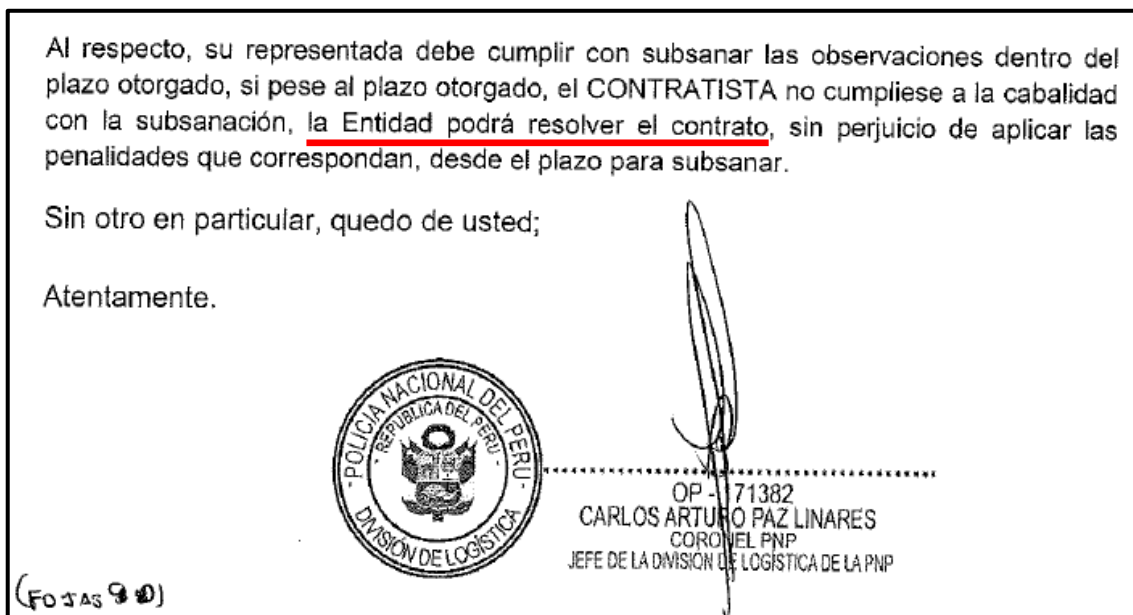 Al respecto, su representada debe cumplir con subsanar las observaciones dentro del
plazo otorgado, si pese al plazo otorgado, el CONTRATISTA no cumpliese a la cabalidad
con la subsanación, la Entidad podrá resolver el contrato, sin perjuicio de aplicar las
penalidades que correspondan, desde el plazo para subsanar.
Sin otro en particular, quedo de usted;
Atentamente.
POLICIA NACIONAL DEL PERU
REPUBLICA DEL PERU
DIVISIÓN DE LOGÍSTICA
OP - 171382
CARLOS ARTURO PAZ LINARES
CORONEL PNP
JEFE DE LA DIVISION DE LOGÍSTICA DE LA PNP
(FOJAS